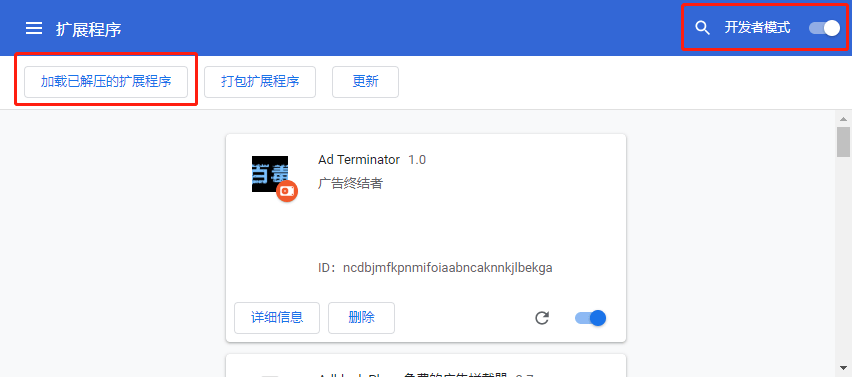 扩展程序
开发者模式
加载已解压的扩展程序
打包扩展程序
更新
百毒
Ad Terminator 1.0
广告终结者
ID：ncdbjmfkpnmifoiaabncaknnkjlbekga
详细信息
删除